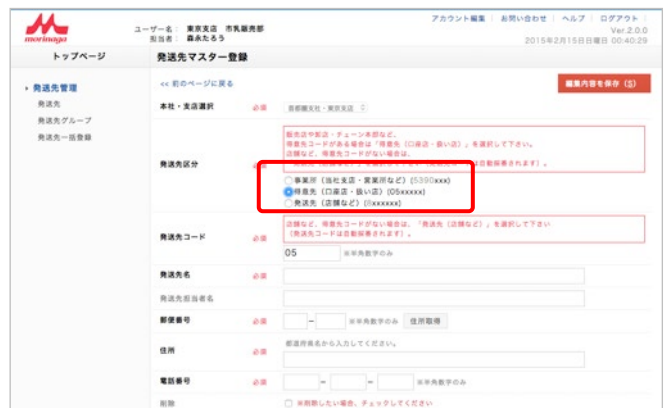 morinaga
ユーザー名： 東京支店 市乳販売部
担当者： 森永たろう
アカウント編集 | お問い合わせ | ヘルプ | ログアウト
Ver.2.0.0
2015年2月15日日曜日 00:40:29
トップページ
発送先マスター登録
発送先管理
発送先
発送先グループ
発送先一括登録
<< 前のページに戻る
編集内容を保存 (S)
本社・支店選択 必須 首都圏支社・東京支店
販売店や卸店・チェーン本部など、
得意先コードがある場合は「得意先（口座店・扱い店）」を選択して下さい。
店舗など、得意先コードがない場合は、
は自動採番されます）。
発送先区分 必須
事業所（当社支店・営業所など）(5390xxx)
得意先（口座店・扱い店）(05xxxxx)
発送先（店舗など）(8xxxxxx)
店舗など、得意先コードがない場合は、「発送先（店舗など）」を選択して下さい
（発送先コードは自動採番されます）。
発送先コード 必須
05 ※半角数字のみ
発送先名 必須
発送先担当者名
郵便番号 必須 - ※半角数字のみ 住所取得
都道府県名から入力してください。
住所 必須
電話番号 必須 - - ※半角数字のみ
削除 ※削除したい場合、チェックしてください